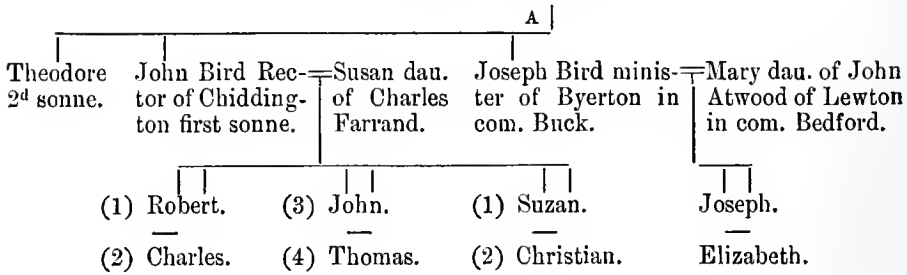 A
Theodore
2d sonne.
John Bird Rec-
tor of Chidding-
ton first sonne.
Susan dau.
of Charles
Farrand.
Joseph Bird minis-
ter of Byerton in
com. Buck.
Mary dau. of John
Atwood of Lewton
in com. Bedford.
(1) Robert. (3) John. (1) Suzan. Joseph.
(2) Charles. (4) Thomas. (2) Christian. Elizabeth.